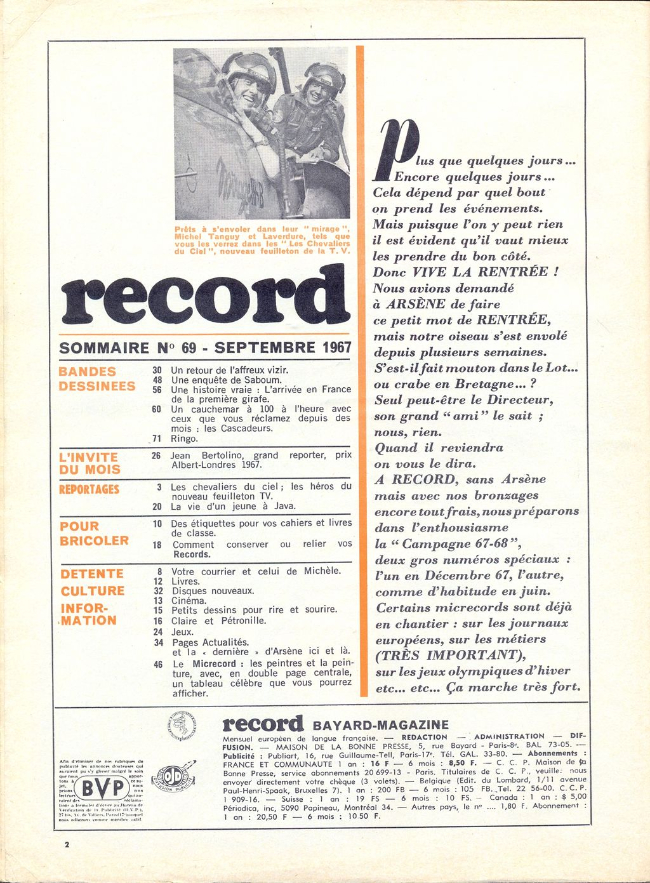 Prêts à s'envoler dans leur "mirage",
Michel Tanguy et Laverdure, tels que
vous les verrez dans les "Les Chevaliers
du Ciel", nouveau feuilleton de la T. V.
record
SOMMAIRE No 69 - SEPTEMBRE 1967
BANDES
DESSINEES
30 Un retour de l'affreux vizir.
48 Une enquête de Saboum.
56 Une histoire vraie : L'arrivée en France
de la première girafe.
60 Un cauchemar à 100 à l'heure avec
ceux que vous réclamez depuis des
mois : les Cascadeurs.
71 Ringo.
L'INVITE
DU MOIS
26 Jean Bertolino, grand reporter, prix
Albert-Londres 1967.
REPORTAGES
3 Les chevaliers du ciel ; les héros du
nouveau feuilleton TV.
20 La vie d'un jeune à Java.
POUR
BRICOLER
10 Des étiquettes pour vos cahiers et livres
de classe.
18 Comment conserver ou relier vos
Records.
DETENTE
CULTURE
INFOR-
MATION
8 Votre courrier et celui de Michèle.
12 Livres.
32 Disques nouveaux.
13 Cinéma.
15 Petits dessins pour rire et sourire.
16 Claire et Pétronille.
24 Jeux.
34 Pages Actualités.
et la « dernière » d'Arsène ici et là.
46 Le Micrecord : les peintres et la pein-
ture, avec, en double page centrale,
un tableau célèbre que vous pourrez
afficher.
Plus que quelques jours...
Encore quelques jours...
Cela dépend par quel bout
on prend les événements.
Mais puisque l'on y peut rien
il est évident qu'il vaut mieux
les prendre du bon côté.
Donc VIVE LA RENTRÉE !
Nous avions demandé
à ARSÈNE de faire
ce petit mot de RENTRÉE,
mais notre oiseau s'est envolé
depuis plusieurs semaines.
S'est-il fait mouton dans le Lot...
ou crabe en Bretagne... ?
Seul peut-être le Directeur,
son grand "ami" le sait ;
nous, rien.
Quand il reviendra
on vous le dira.
A RECORD, sans Arsène
mais avec nos bronzages
encore tout frais, nous préparons
dans l'enthousiasme
la "Campagne 67-68",
deux gros numéros spéciaux :
l'un en Décembre 67, l'autre,
comme d'habitude en juin.
Certains micrecords sont déjà
en chantier : sur les journaux
européens, sur les métiers
(TRÈS IMPORTANT),
sur les jeux olympiques d'hiver
etc... etc... Ça marche très fort.
record BAYARD-MAGAZINE
Mensuel européen de langue française. — REDACTION - ADMINISTRATION - DIF-
FUSION. — MAISON DE LA BONNE PRESSE, 5, rue Bayard - Paris-8e. BAL 73-05. —
Publicité : Publiart, 16, rue Guillaume-Tell, Paris-17e. Tél. GAL. 33-80. — Abonnements :
FRANCE ET COMMUNAUTE 1 an : 16 F — 6 mois : 8,50 F. — C. C. P. Maison de la
Bonne Presse, service abonnements 20 699-13 - Paris. Titulaires de C. C. P., veuillez nous
envoyer directement votre chèque (3 volets). — Belgique (Edit. du Lombard, 1/11 avenue
Paul-Henri-Spaak, Bruxelles 7). 1 an : 200 FB — 6 mois : 105 FB. Tel. 22 56-00. C. C. P.
1 909-16. — Suisse : 1 an : 19 FS — 6 mois : 10 FS. — Canada : 1 an : $ 5,00
Périodica, inc, 5090 Papineau, Montréal 34. — Autres pays, le no .... 1,80 F. Abonnement :
1 an : 20,50 F — 6 mois : 10.50 F.
BVP
2